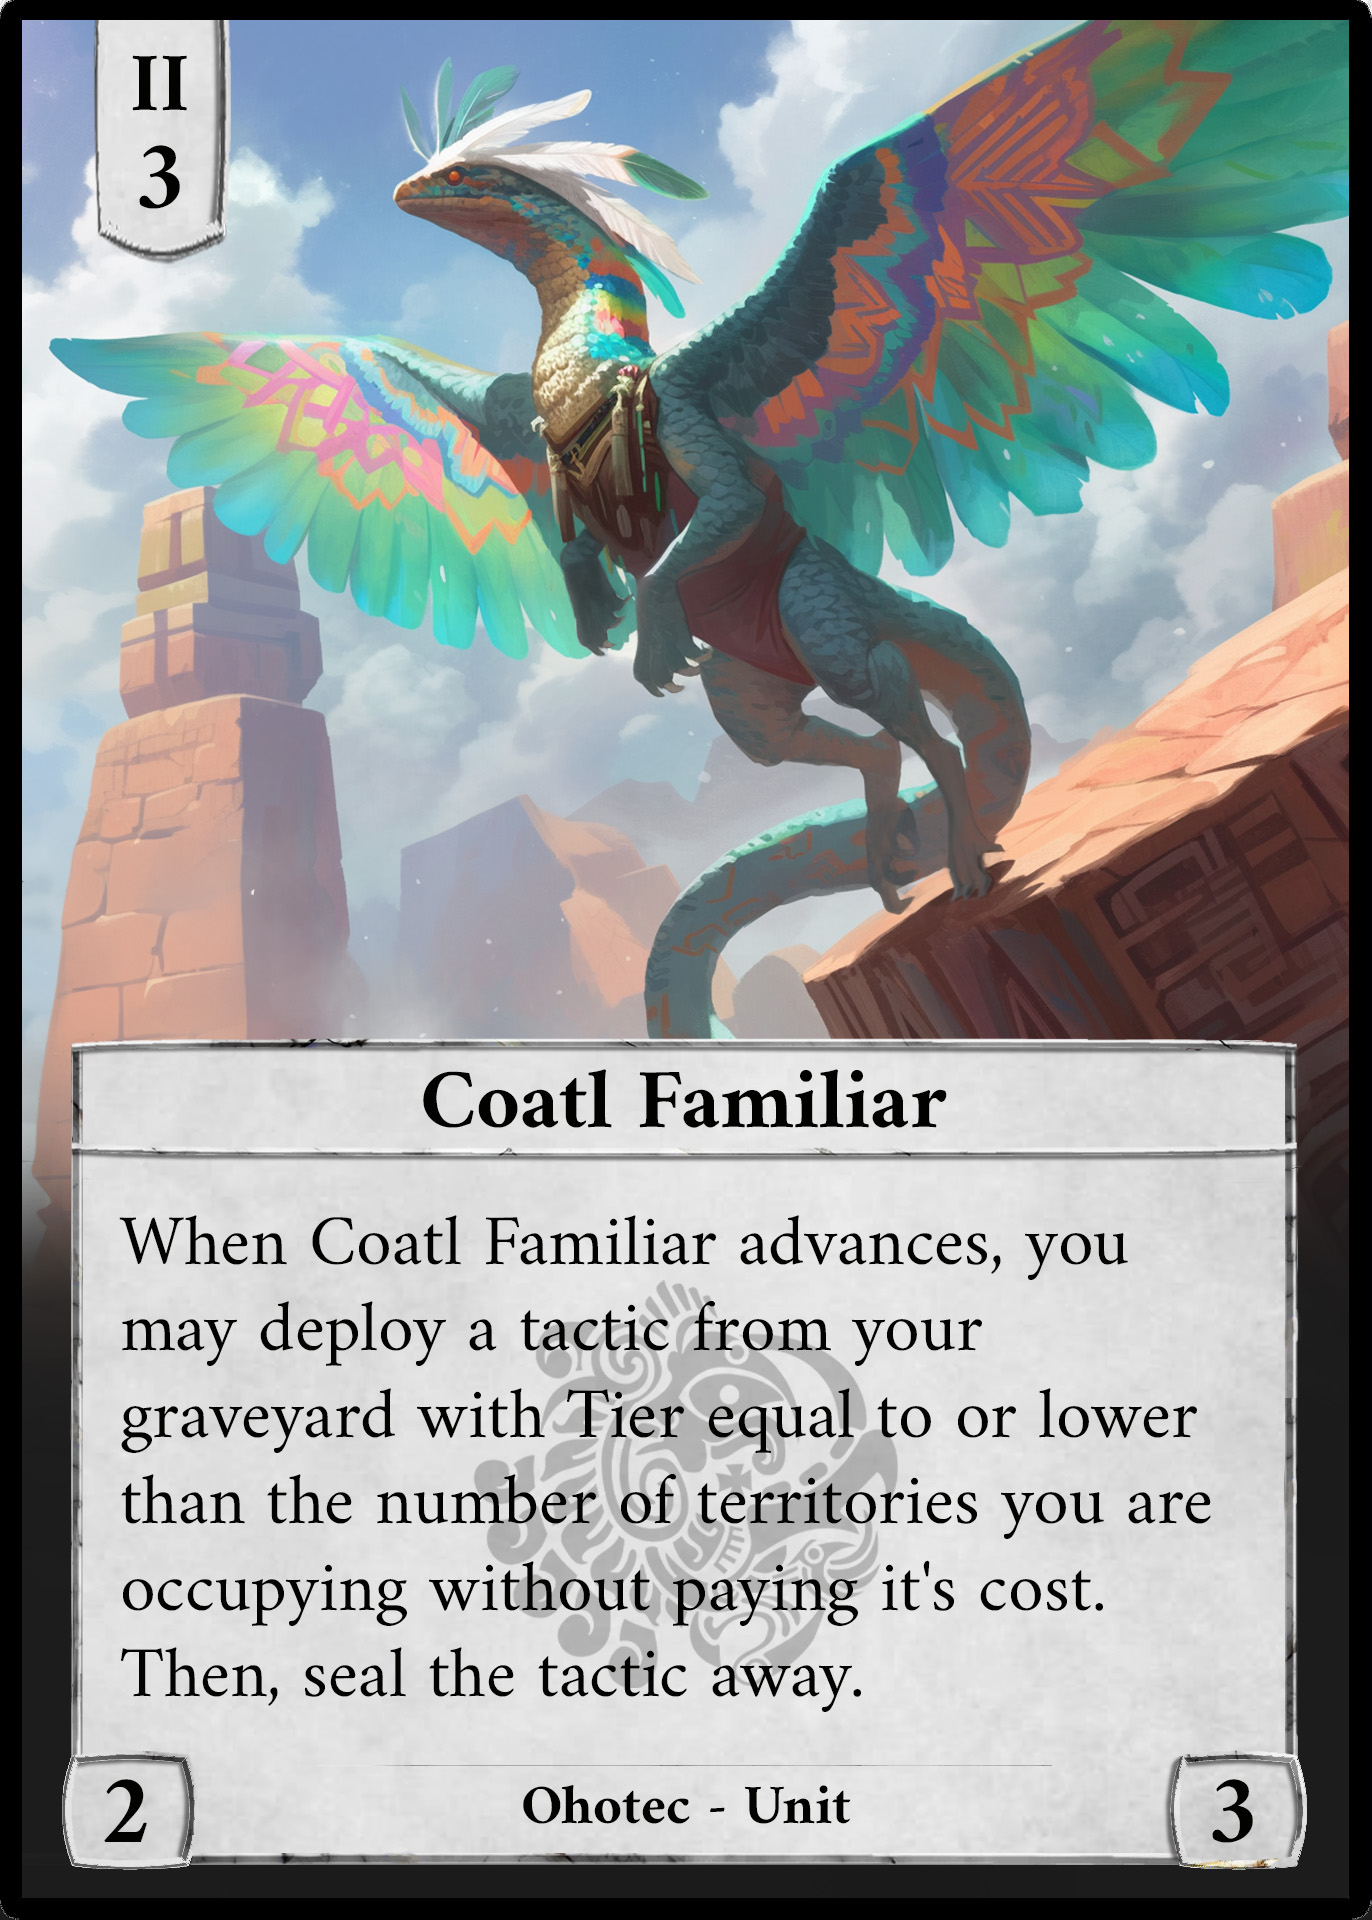 II
3
Coatl Familiar
When Coatl Familiar advances, you
may deploy a tactic from your
graveyard with Tier equal to or lower
than the number of territories you are
occupying without paying it's cost.
Then, seal the tactic away.
2
Ohotec - Unit
3